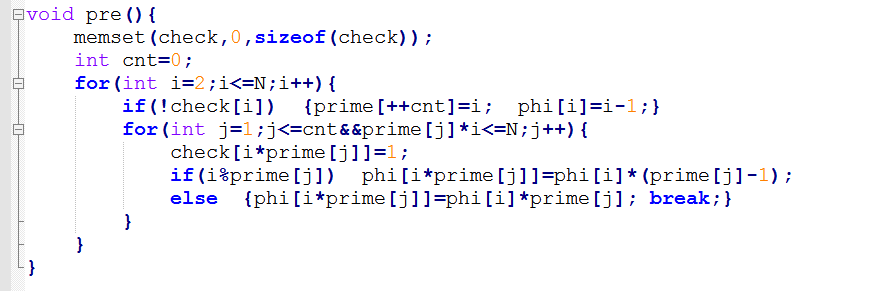 void pre(){
memset(check,0,sizeof(check));
int cnt=0;
for(int i=2;i<=N;i++){
if(!check[i]) {prime[++cnt]=i; phi[i]=i-1;}
for(int j=1;j<=cnt&&prime[j]*i<=N;j++){
check[i*prime[j]]=1;
if(i%prime[j]) phi[i*prime[j]]=phi[i]*(prime[j]-1);
else {phi[i*prime[j]]=phi[i]*prime[j]; break;}
}
}
}